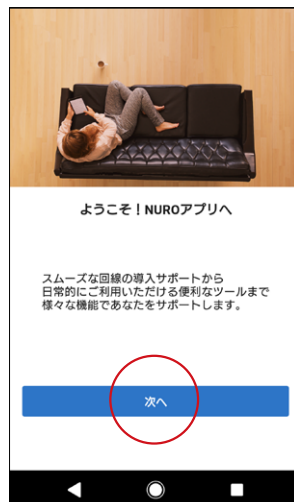 ようこそ！NUROアプリへ
スムーズな回線の導入サポートから
日常的にご利用いただける便利なツールまで
様々な機能であなたをサポートします。
次へ